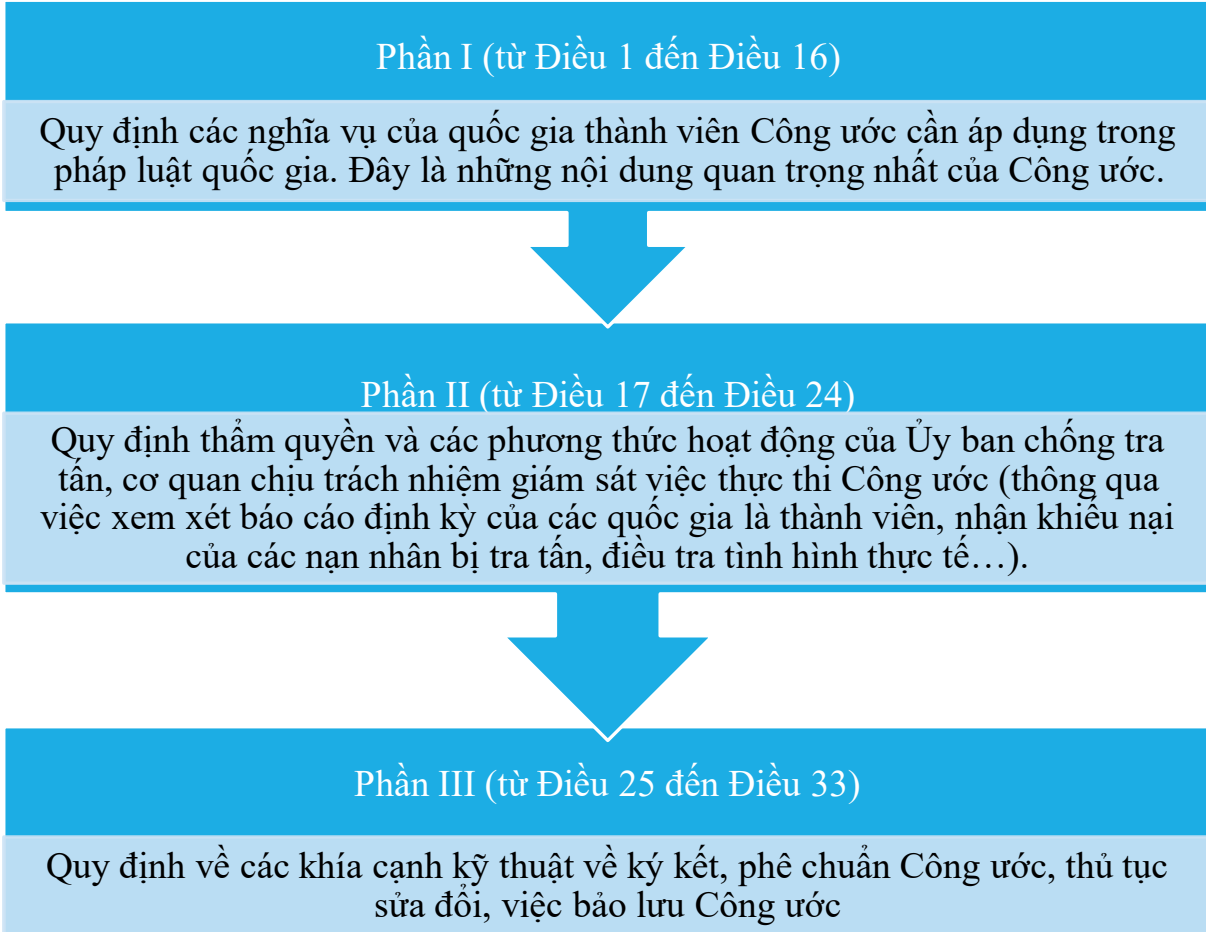 Phần I (từ Điều 1 đến Điều 16)
Quy định các nghĩa vụ của quốc gia thành viên Công ước cần áp dụng trong
pháp luật quốc gia. Đây là những nội dung quan trọng nhất của Công ước.
Phần II (từ Điều 17 đến Điều 24)
Quy định thẩm quyền và các phương thức hoạt động của Ủy ban chống tra
tấn, cơ quan chịu trách nhiệm giám sát việc thực thi Công ước (thông qua
việc xem xét báo cáo định kỳ của các quốc gia là thành viên, nhận khiếu nại
của các nạn nhân bị tra tấn, điều tra tình hình thực tế…).
Phần III (từ Điều 25 đến Điều 33)
Quy định về các khía cạnh kỹ thuật về ký kết, phê chuẩn Công ước, thủ tục
sửa đổi, việc bảo lưu Công ước